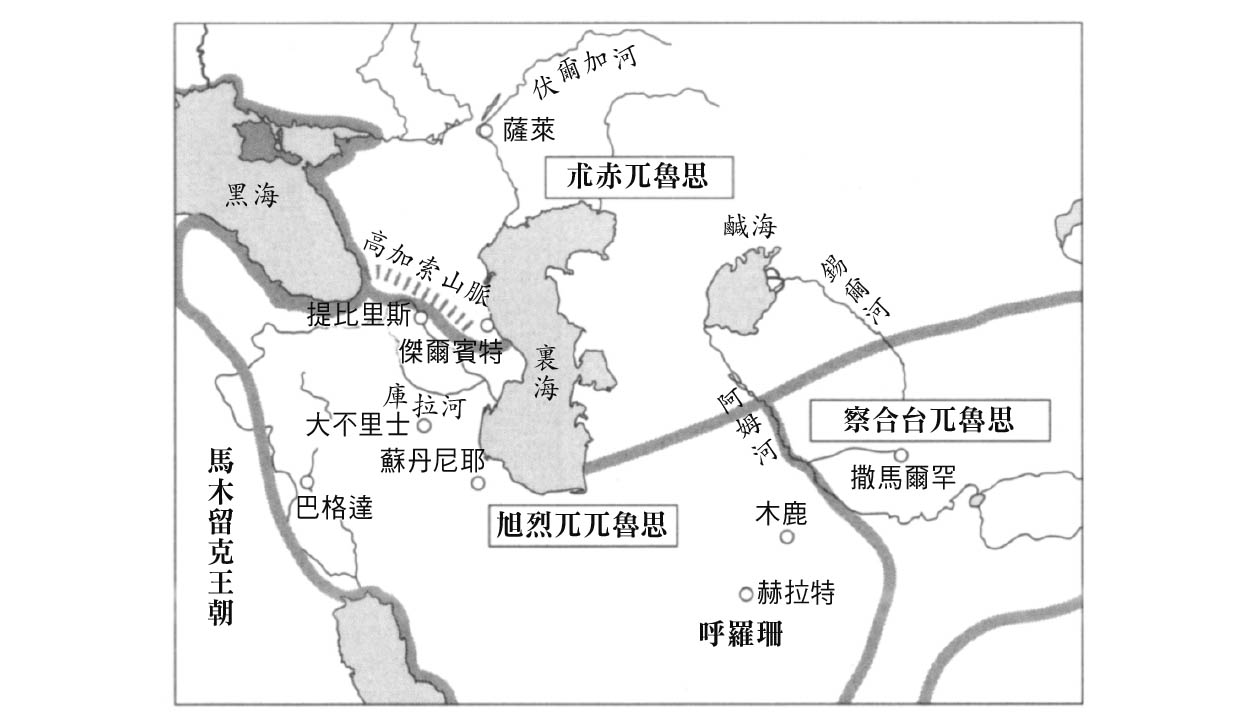 伏爾加河
薩萊
朮赤兀魯思
黑海
鹹海
高加索山脈
錫爾河
提比里斯
傑爾賓特
裏海
庫拉河
阿姆河
大不里士
察合台兀魯思
蘇丹尼耶
撒馬爾罕
馬木留克王朝
巴格達
旭烈兀兀魯思
木鹿
赫拉特
呼羅珊